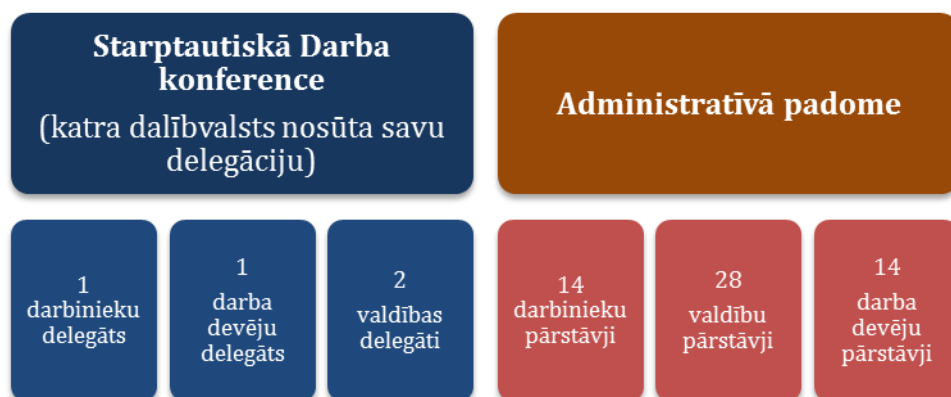 Starptautiskā Darba
konference
(katra dalībvalsts nosūta savu
delegāciju)
Administratīvā padome
1
darbinieku
delegāts
1
darba
devēju
delegāts
2
valdības
delegāti
14
darbinieku
pārstāvji
28
valdību
pārstāvji
14
darba
devēju
pārstāvji